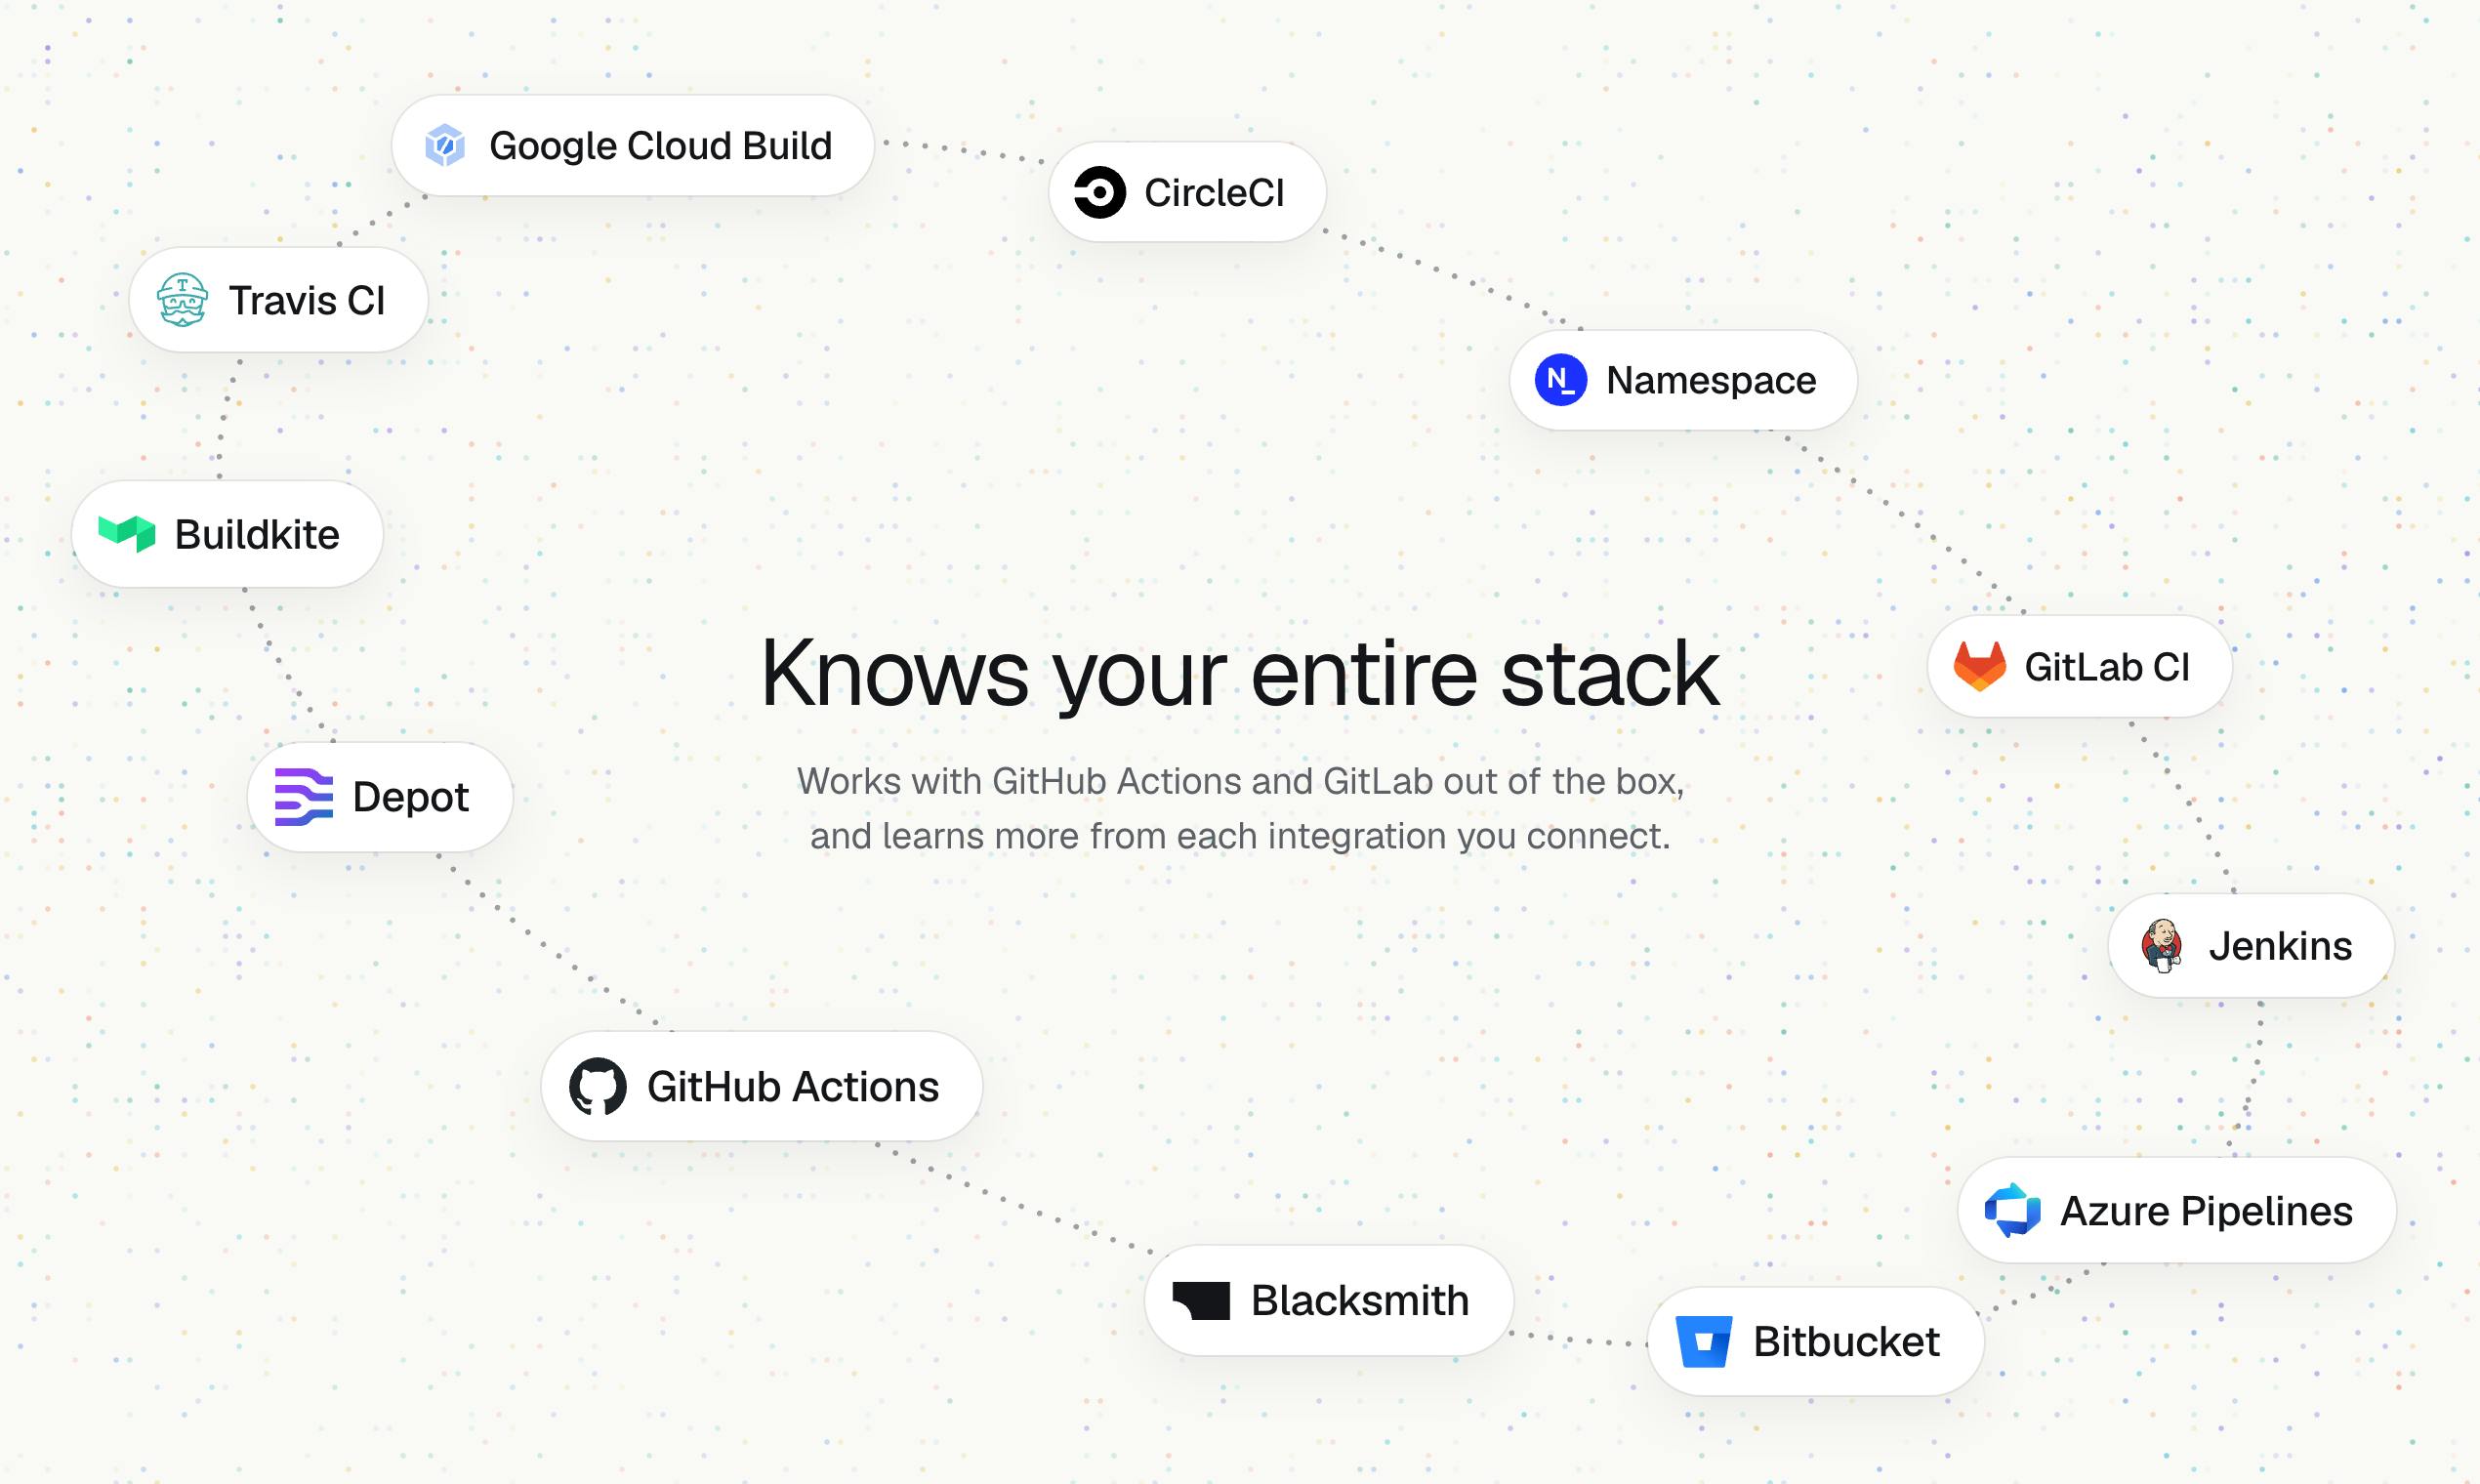 Google Cloud Build
CircleCI
Travis CI
N_ Namespace
Buildkite
Knows your entire stack
GitLab CI
Works with GitHub Actions and GitLab out of the box,
and learns more from each integration you connect.
Depot
Jenkins
GitHub Actions
Azure Pipelines
Blacksmith
Bitbucket